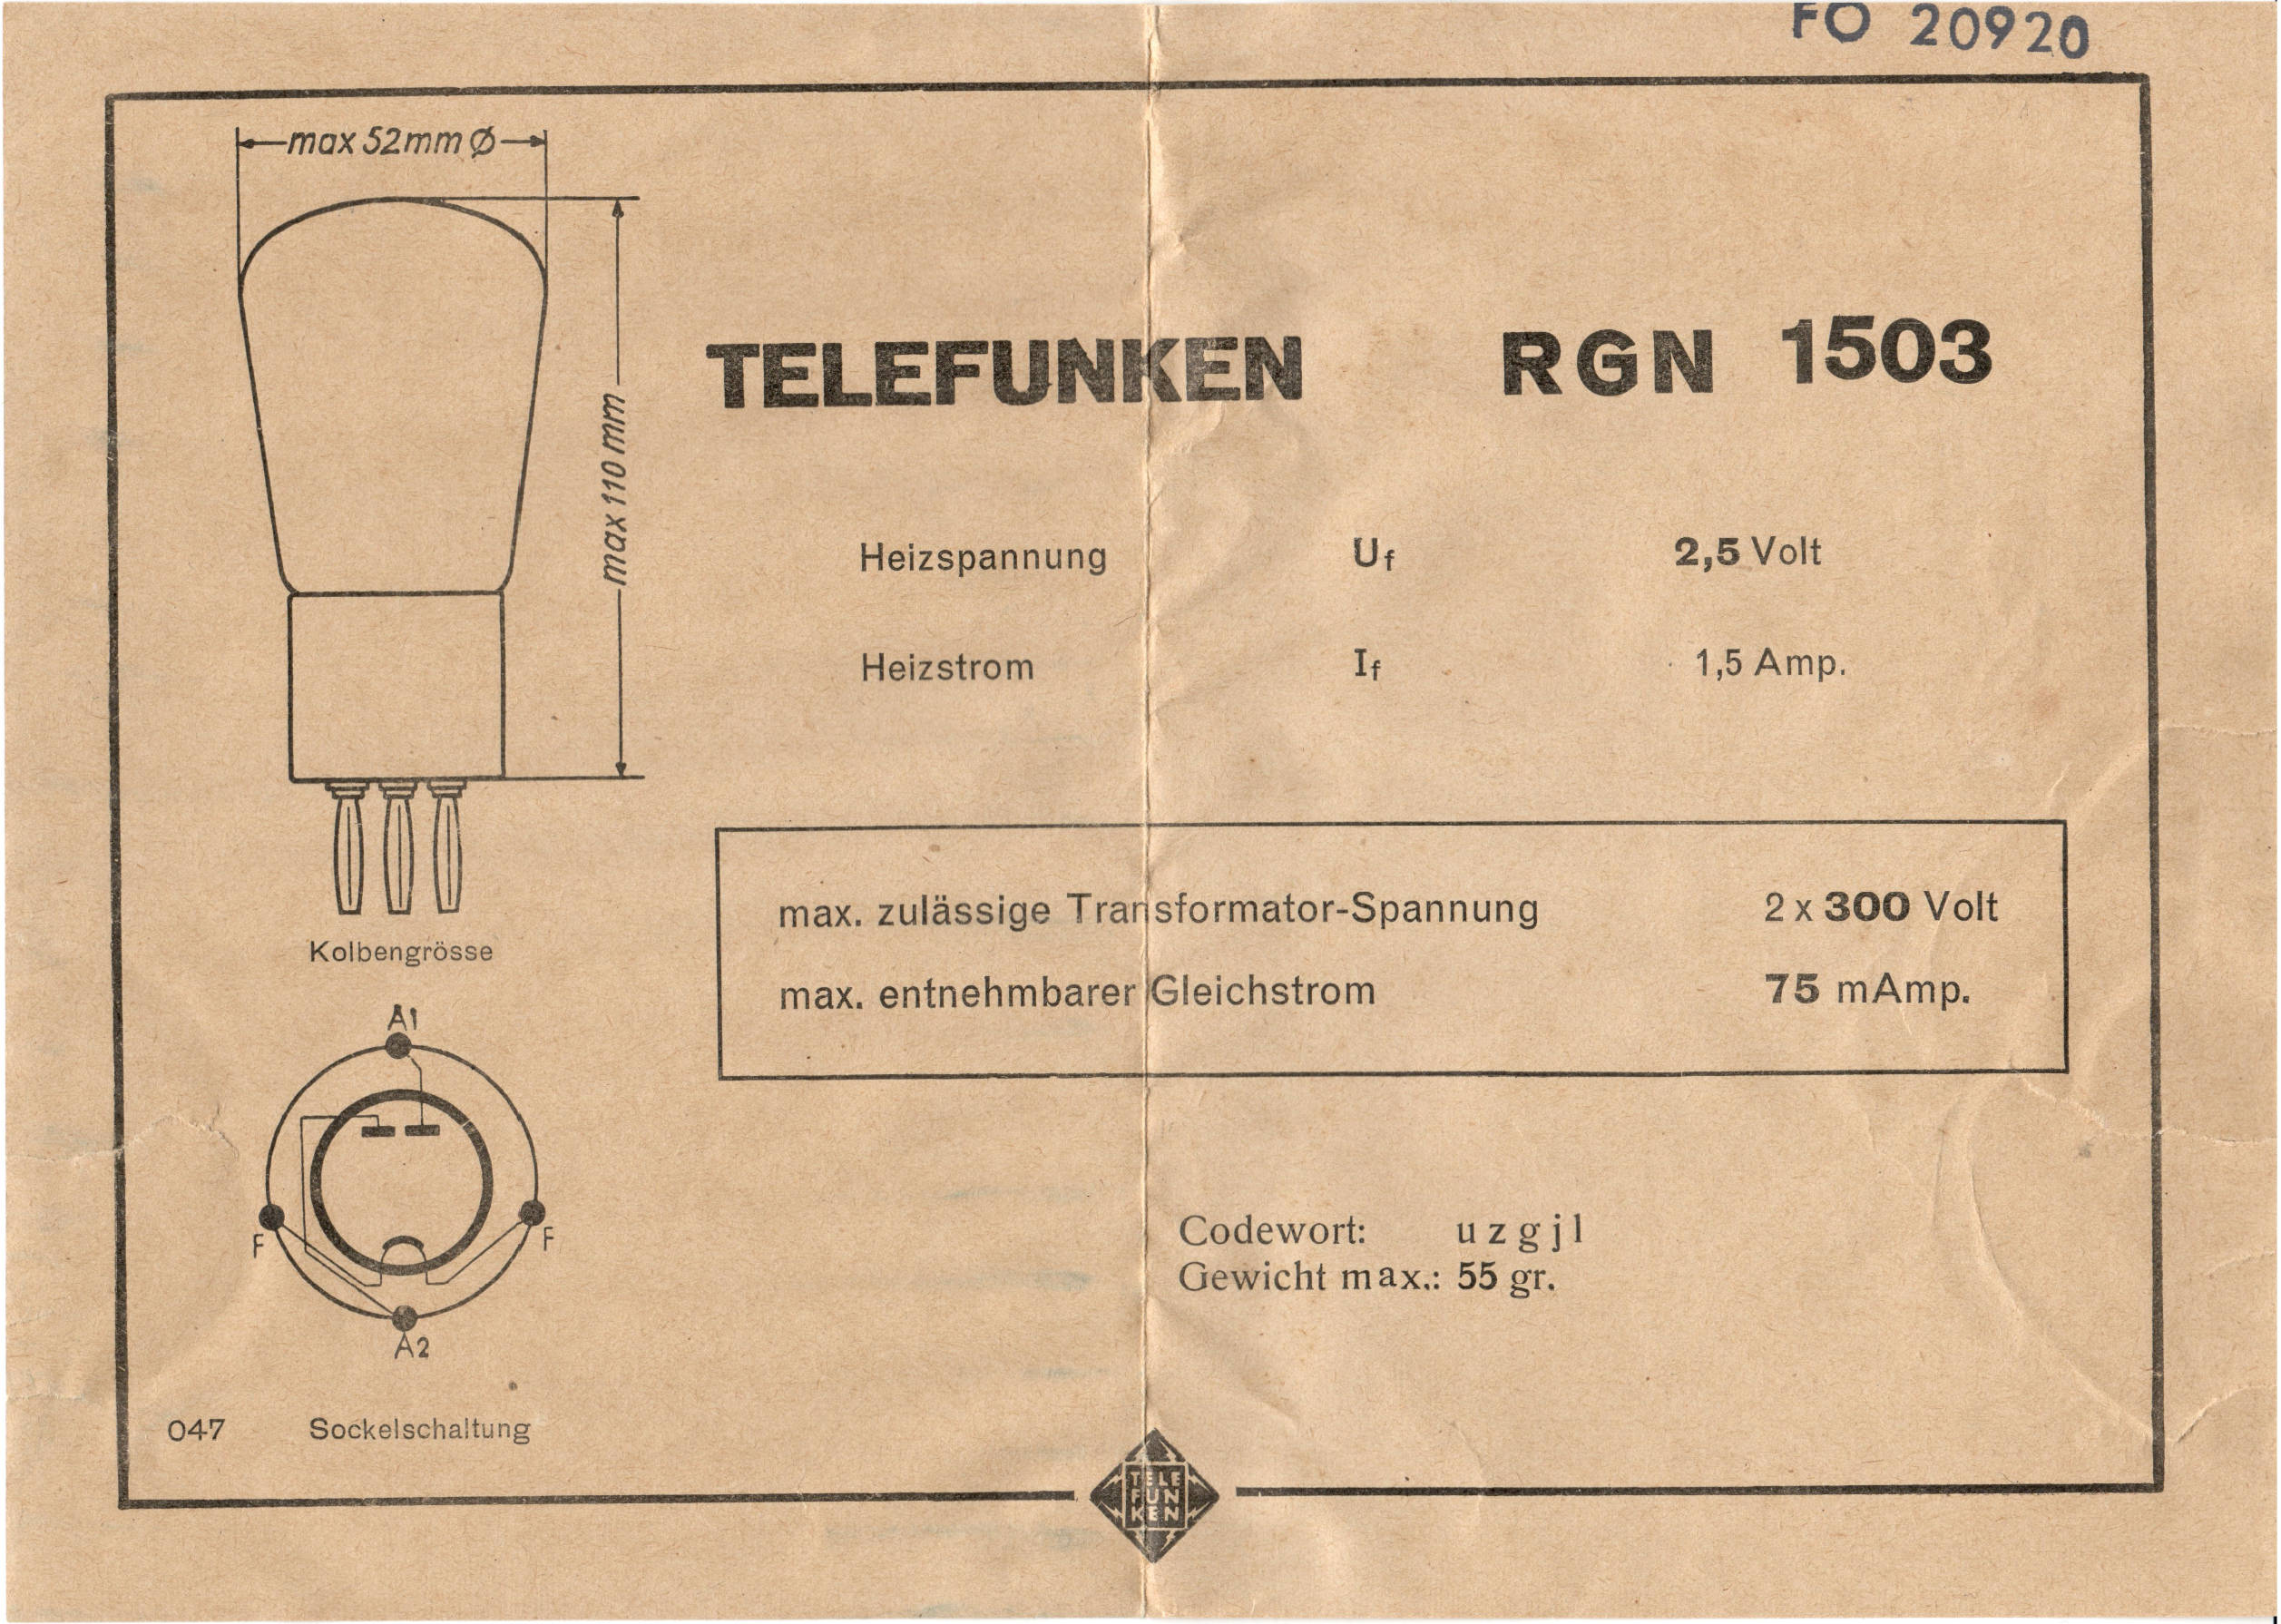 FO 20920
max 52mm Ø
max 110 mm
TELEFUNKEN RGN 1503
Heizspannung Uf 2,5 Volt
Heizstrom If 1,5 Amp.
max. zulässige Transformator-Spannung 2 x 300 Volt
max. entnehmbarer Gleichstrom 75 mAmp.
Kolbengrösse
A1
F F
A2
Codewort: uzgjl
Gewicht max.: 55 gr.
047 Sockelschaltung
TELE
FUN
KEN